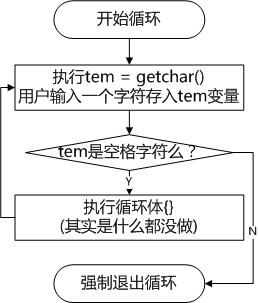 开始循环
执行tem = getchar()
用户输入一个字符存入tem变量
tem是空格字符么？
Y
执行循环体{}
(其实是什么都没做)
N
强制退出循环